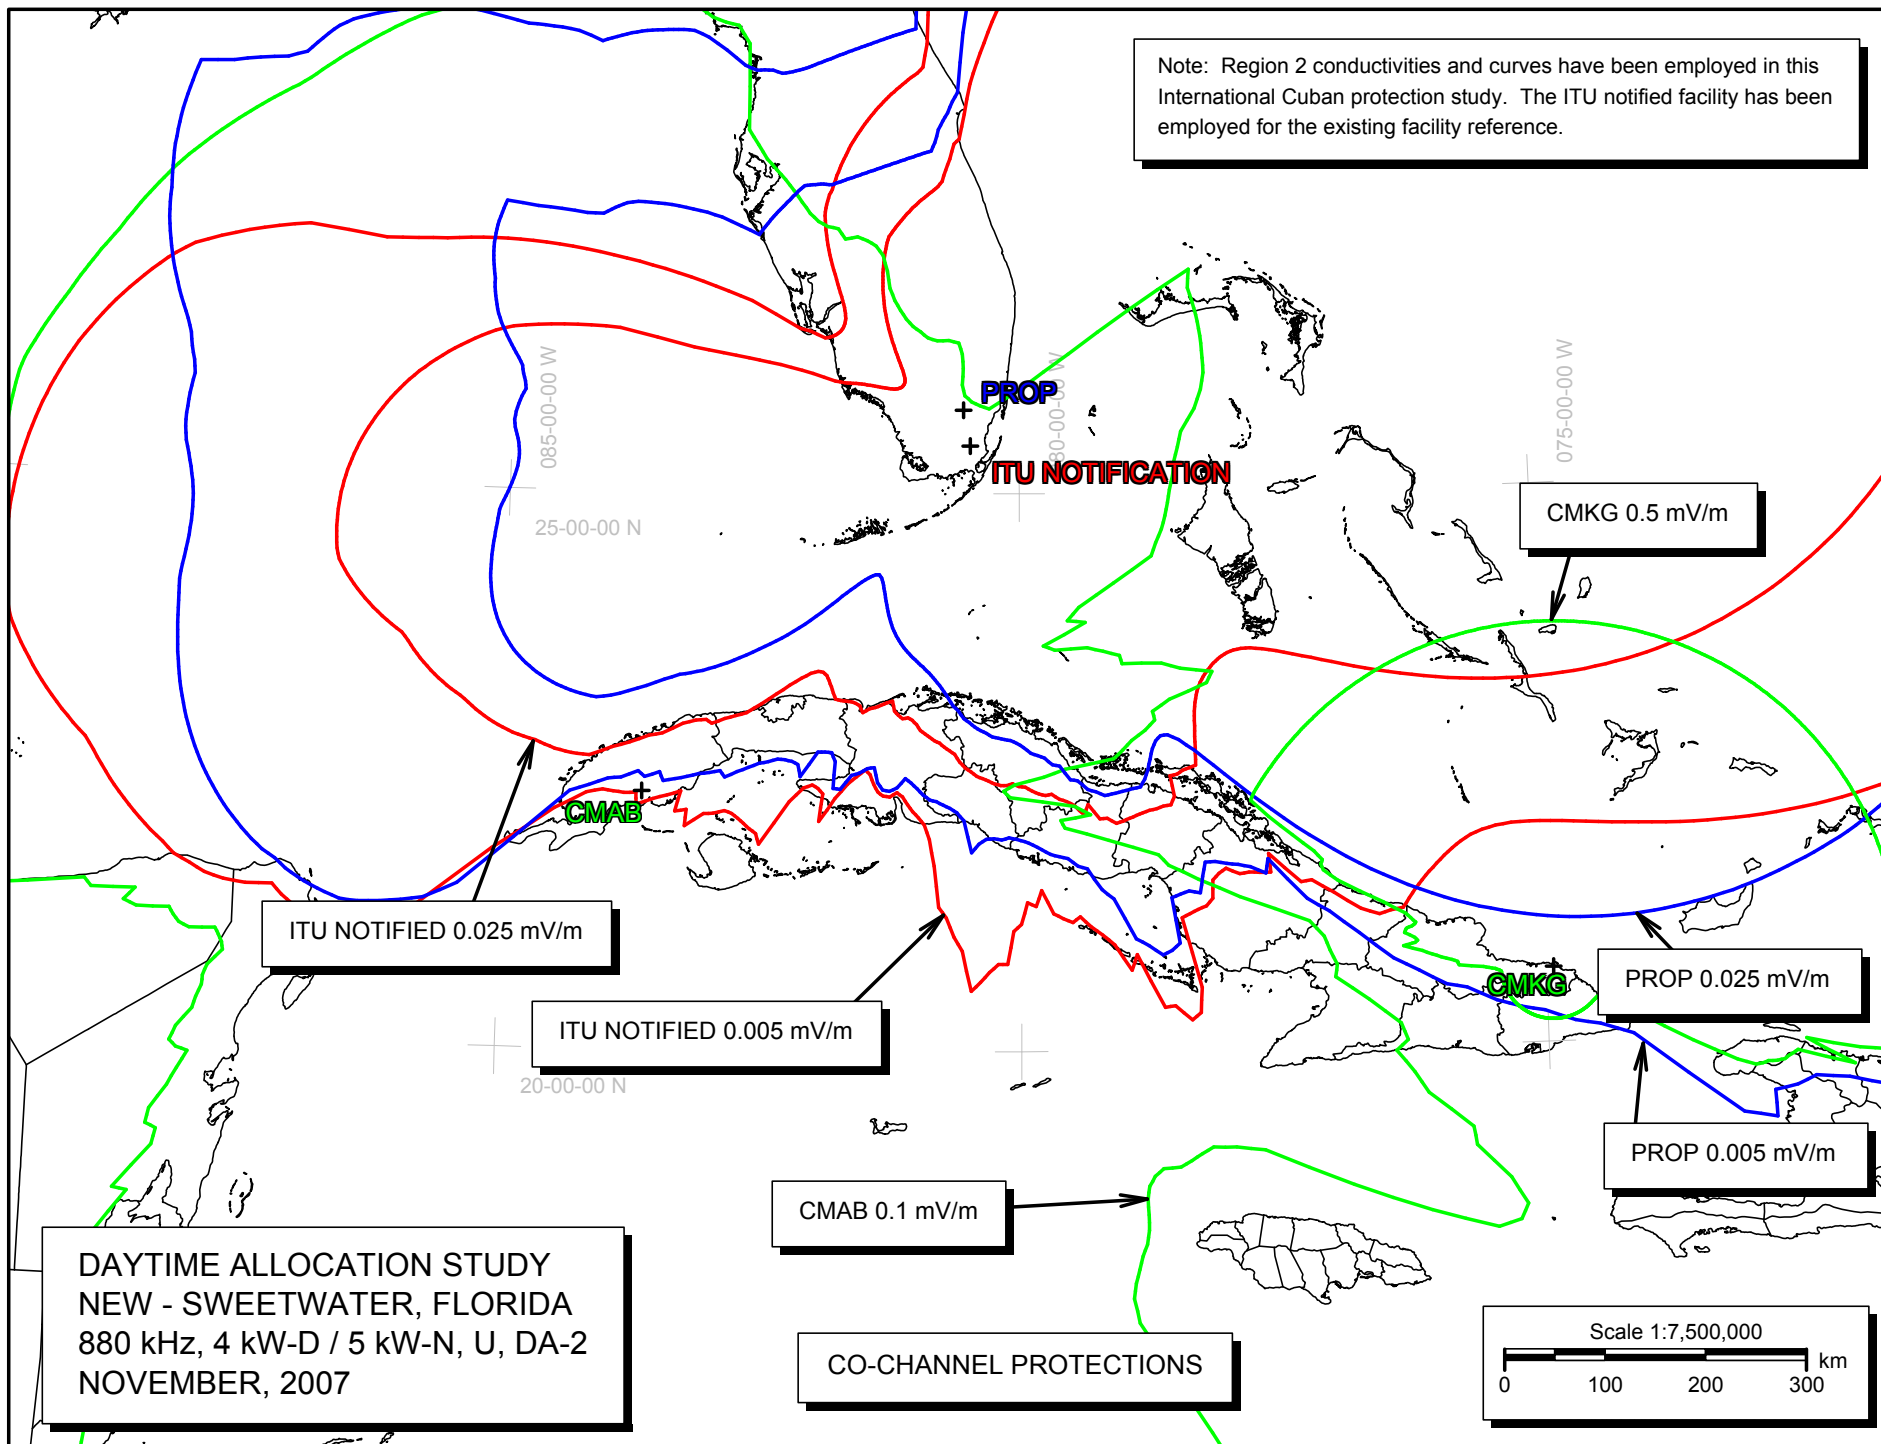 Note: Region 2 conductivities and curves have been employed in this
International Cuban protection study. The ITU notified facility has been
employed for the existing facility reference.
085-00-00 W
80-00-00 W
075-00-00 W
PROP
ITU NOTIFICATION
25-00-00 N
CMKG 0.5 mV/m
CMAB
ITU NOTIFIED 0.025 mV/m
CMKG
PROP 0.025 mV/m
ITU NOTIFIED 0.005 mV/m
20-00-00 N
PROP 0.005 mV/m
CMAB 0.1 mV/m
DAYTIME ALLOCATION STUDY
NEW - SWEETWATER, FLORIDA
880 kHz, 4 kW-D / 5 kW-N, U, DA-2
NOVEMBER, 2007
CO-CHANNEL PROTECTIONS
Scale 1:7,500,000
km
0 100 200 300